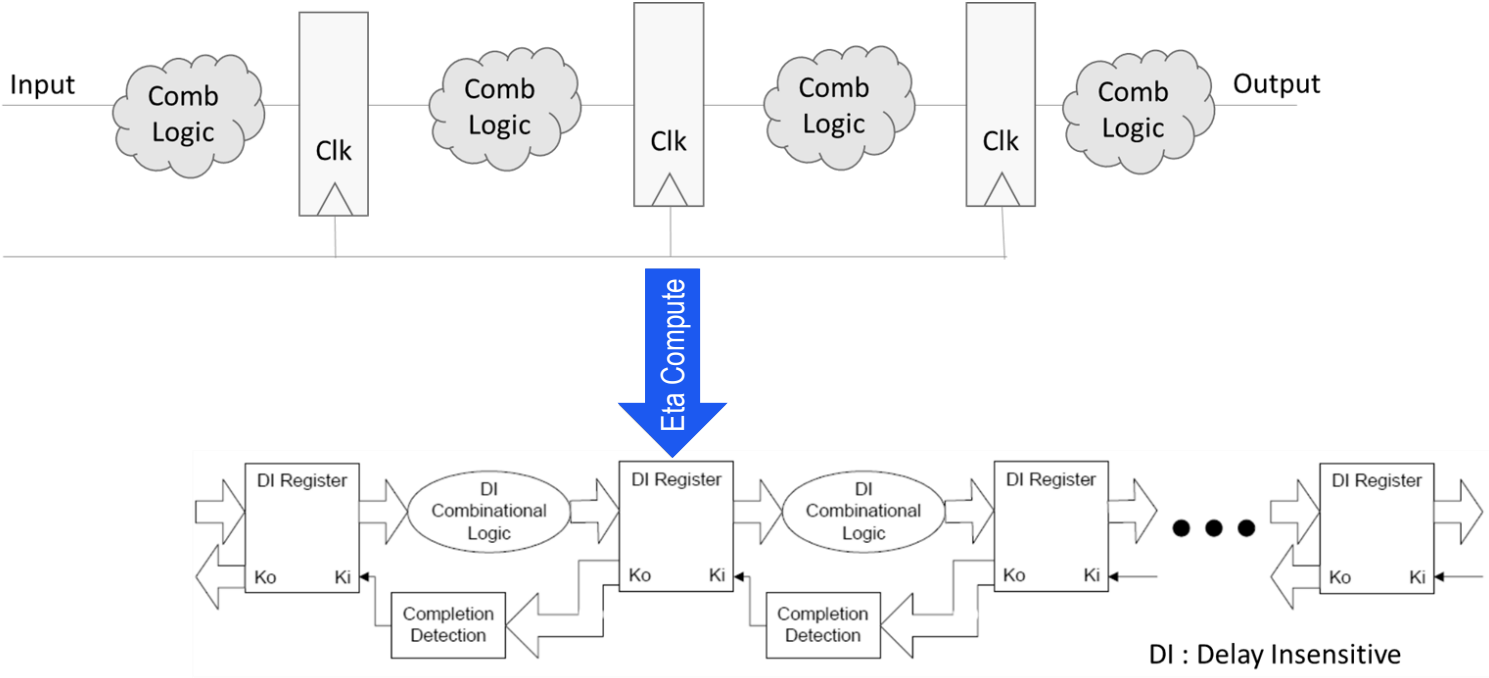 Input
Comb
Logic
Clk
Comb
Logic
Clk
Comb
Logic
Clk
Comb
Logic
Output
Eta Compute
DI Register
Ko
Ki
DI
Combinational
Logic
Completion
Detection
DI Register
Ko
Ki
DI
Combinational
Logic
Completion
Detection
DI Register
Ko
Ki
DI Register
Ko
Ki
DI : Delay Insensitive